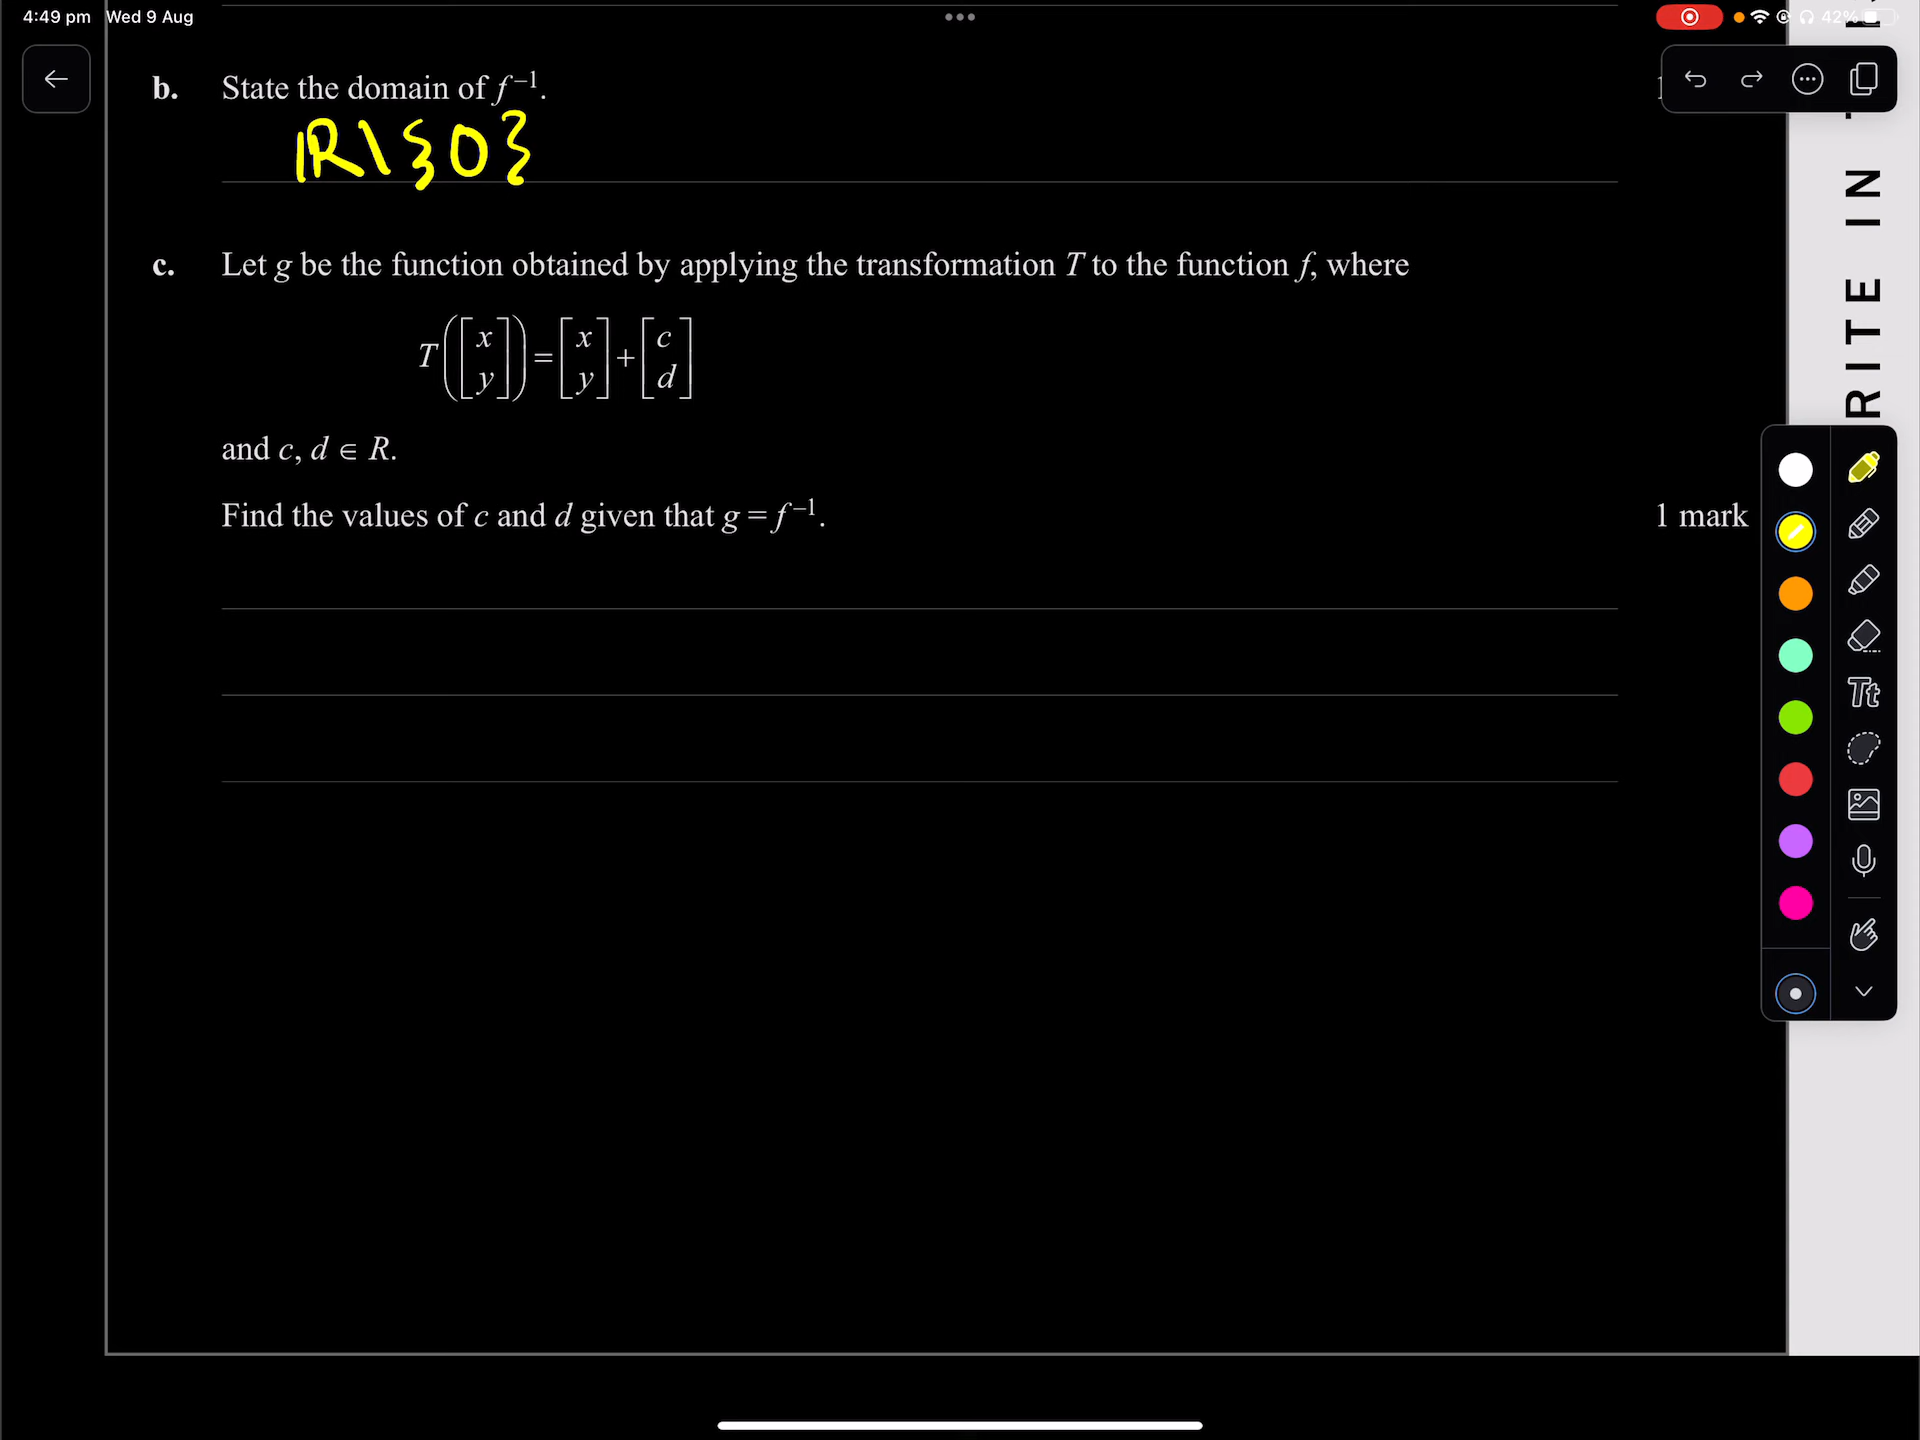 4:49 pm Wed 9 Aug
42%
b. State the domain of f⁻¹.
ℝ\{0}
c. Let g be the function obtained by applying the transformation T to the function f, where
T([x y]) = [x y] + [c d]
and c, d ∈ R.
Find the values of c and d given that g = f⁻¹.
1 mark
RITE IN
Tt